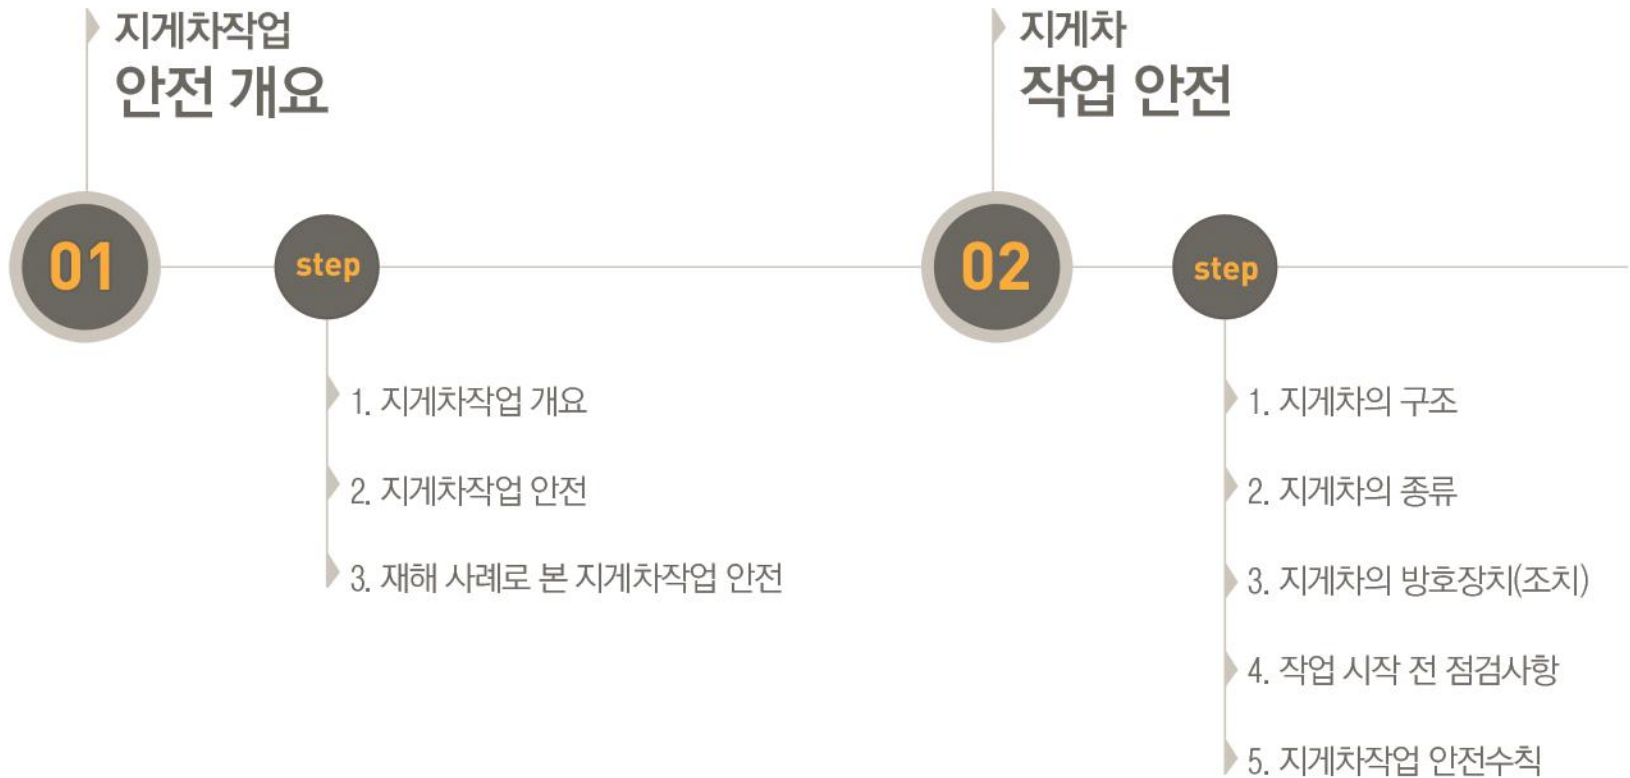 지게차작업
안전 개요
01
step
1. 지게차작업 개요
2. 지게차작업 안전
3. 재해 사례로 본 지게차작업 안전
지게차
작업 안전
02
step
1. 지게차의 구조
2. 지게차의 종류
3. 지게차의 방호장치(조치)
4. 작업 시작 전 점검사항
5. 지게차작업 안전수칙